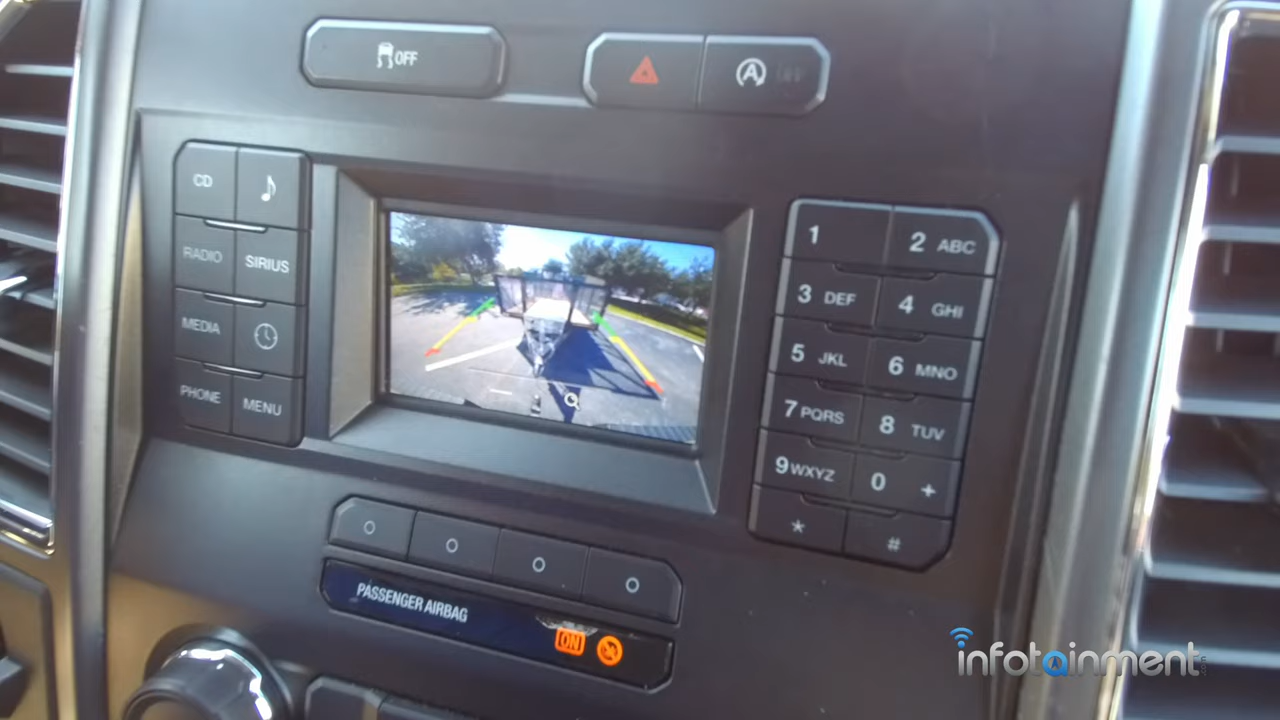 OFF
A OFF
CD
RADIO SIRIUS
MEDIA
PHONE MENU
1 2 ABC
3 DEF 4 GHI
5 JKL 6 MNO
7 PQRS 8 TUV
9 WXYZ 0 +
* #
PASSENGER AIRBAG
ON
infotainment